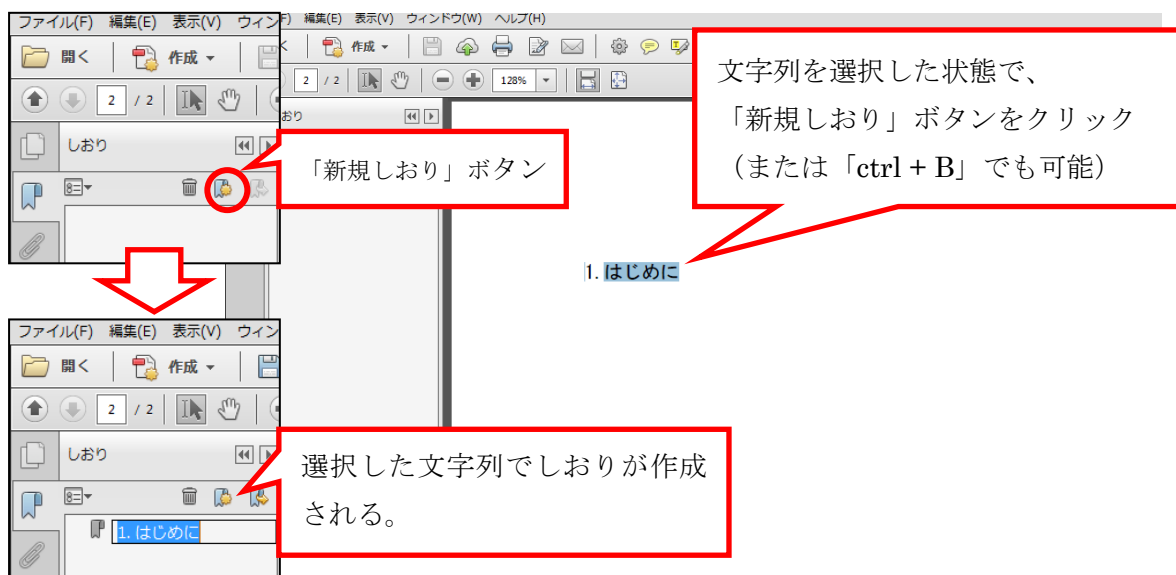 ファイル(F) 編集(E) 表示(V) ウィン
開く 作成
2 / 2
しおり
F) 編集(E) 表示(V) ウィンドウ(W) ヘルプ(H)
作成
2 / 2 128%
おり
「新規しおり」ボタン
文字列を選択した状態で、
「新規しおり」ボタンをクリック
（または「ctrl + B」でも可能）
1. はじめに
ファイル(F) 編集(E) 表示(V) ウィン
開く 作成
2 / 2
しおり
1. はじめに
選択した文字列でしおりが作成
される。